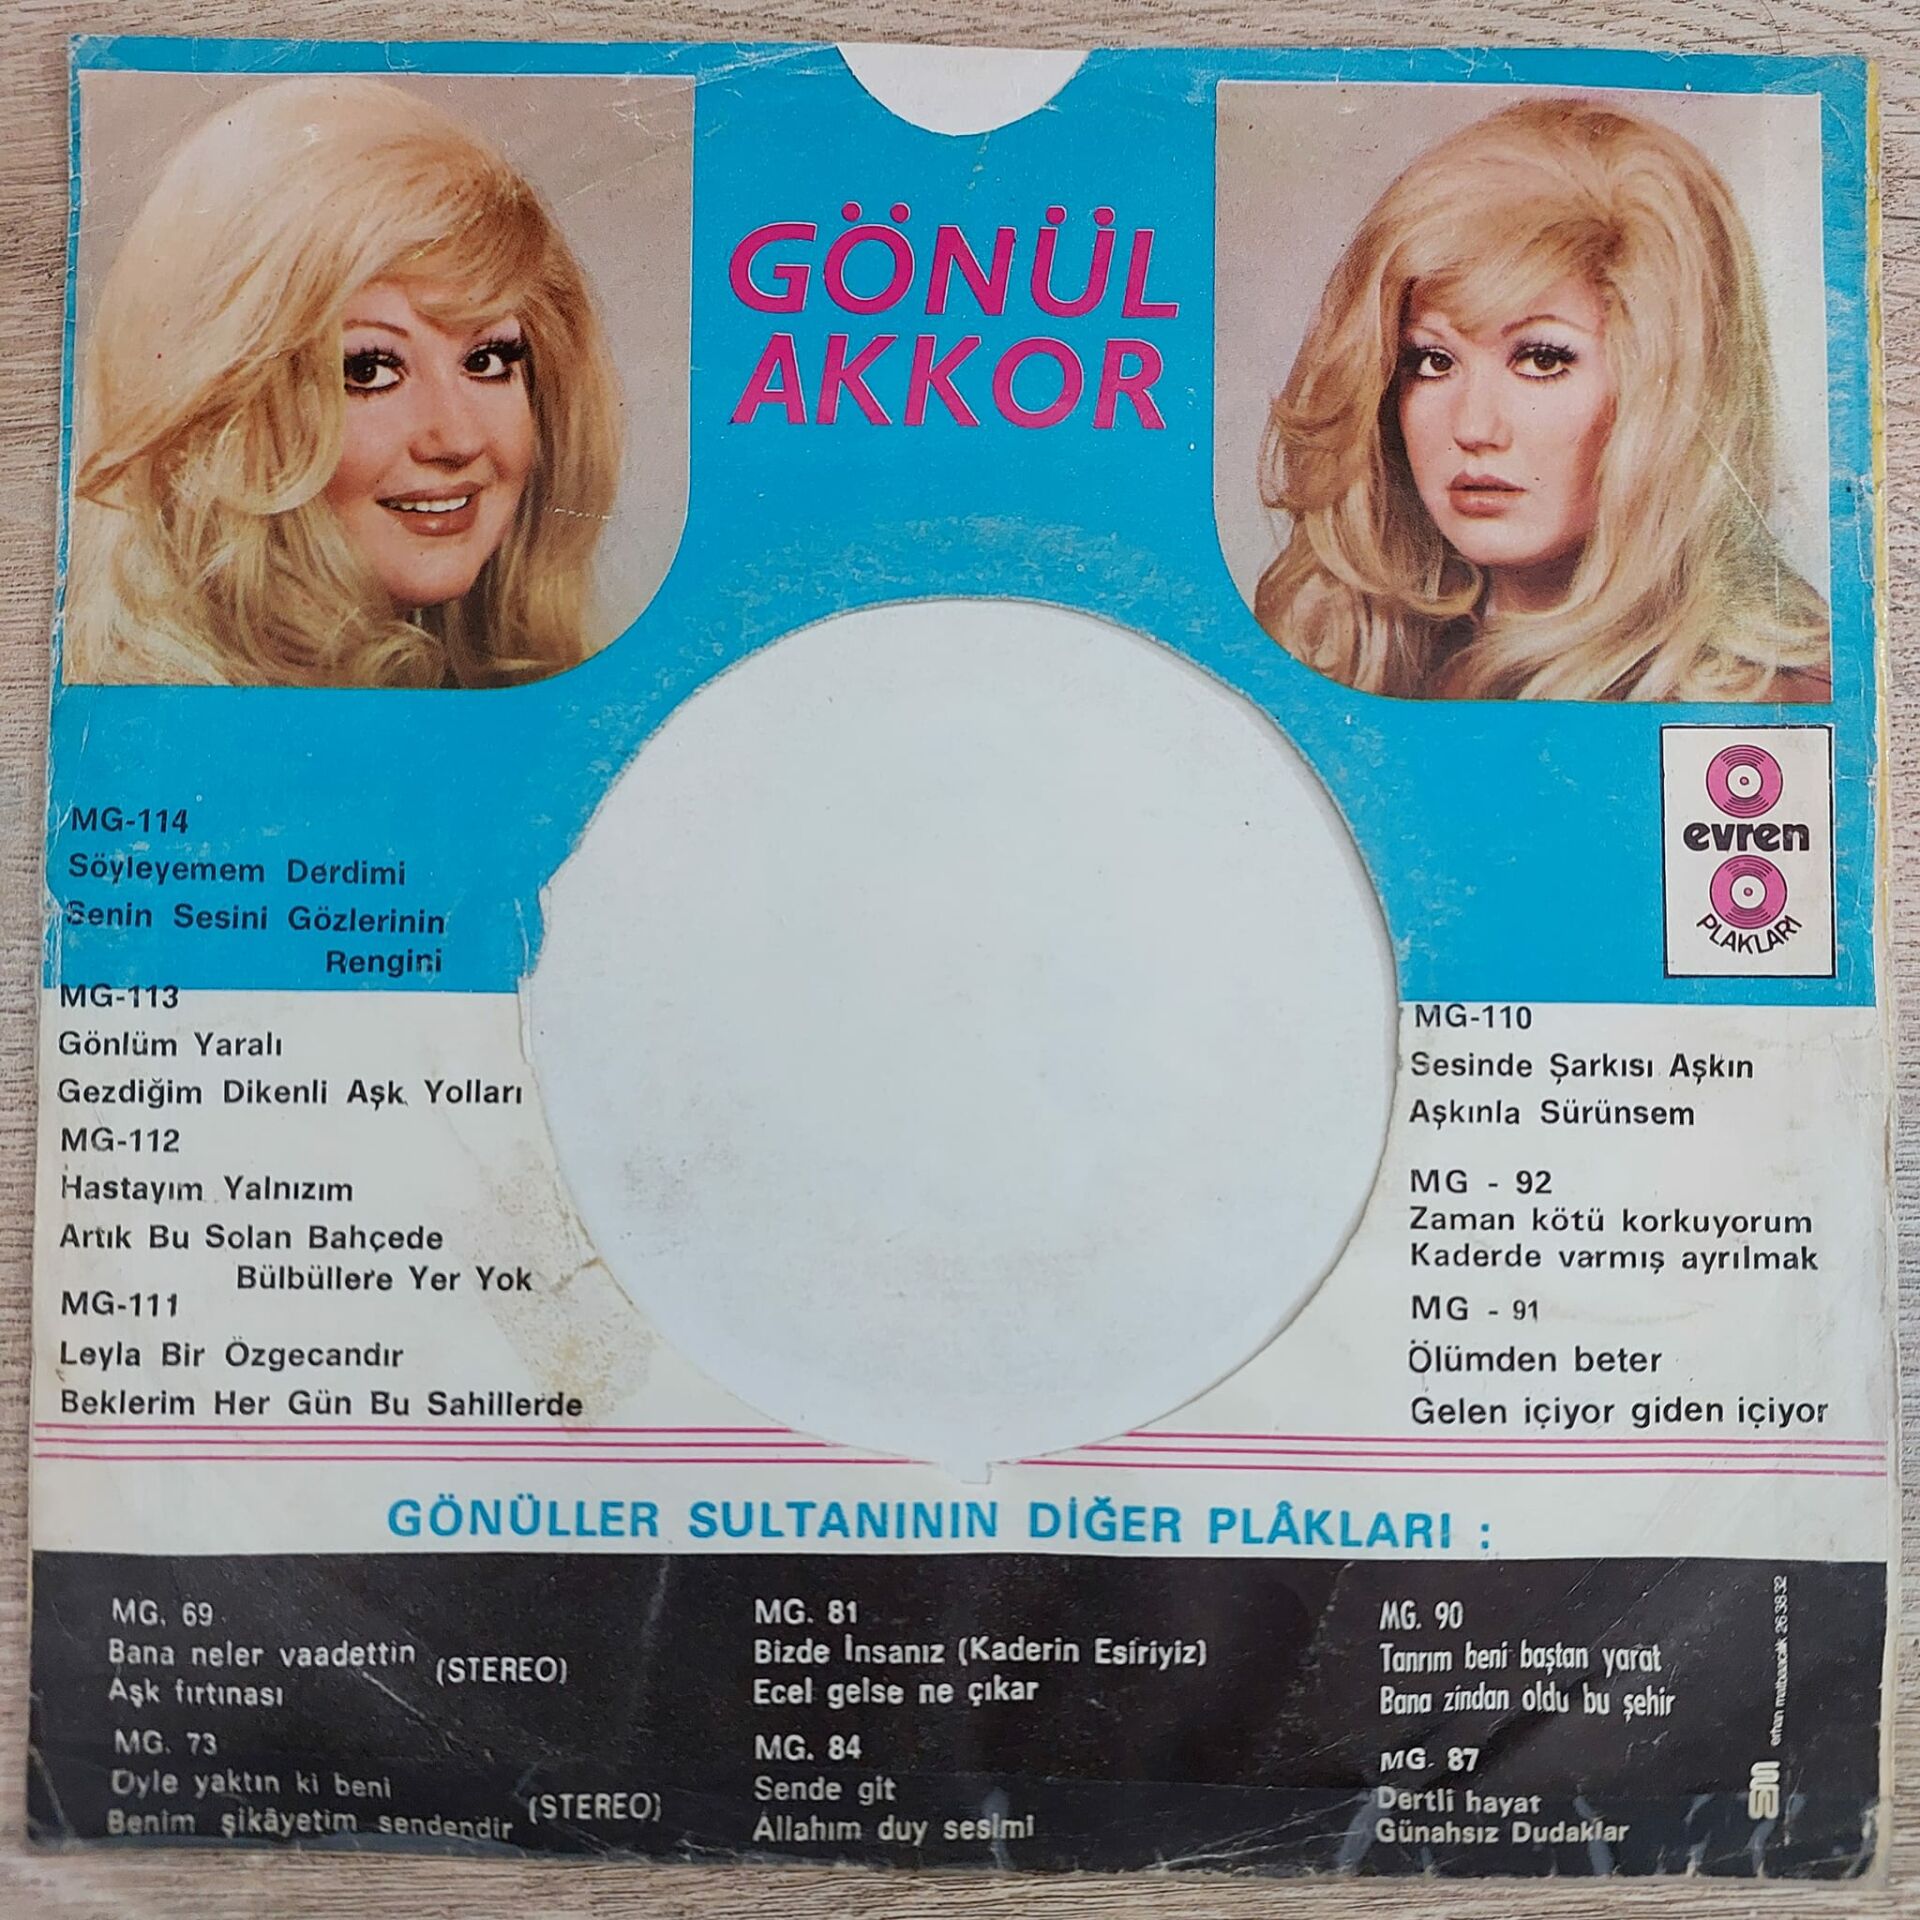 GÖNÜL
AKKOR
evren
PLAKLARI
MG-114
Söyleyemem Derdimi
Senin Sesini Gözlerinin
Rengini
MG-113
Gönlüm Yaralı
Gezdiğim Dikenli Aşk Yolları
MG-112
Hastayım Yalnızım
Artık Bu Solan Bahçede
Bülbüllere Yer Yok
MG-111
Leyla Bir Özgecandır
Beklerim Her Gün Bu Sahillerde
MG-110
Sesinde Şarkısı Aşkın
Aşkınla Sürünsem
MG - 92
Zaman kötü korkuyorum
Kaderde varmış ayrılmak
MG - 91
Ölümden beter
Gelen içiyor giden içiyor
GÖNÜLLER SULTANININ DİĞER PLÂKLARI :
MG. 69
Bana neler vaadettin (STEREO)
Aşk fırtınası
MG. 73
Öyle yaktın ki beni
Benim şikâyetim sendendir (STEREO)
MG. 81
Bizde İnsanız (Kaderin Esiriyiz)
Ecel gelse ne çıkar
MG. 84
Sende git
Allahım duy sesimi
MG. 90
Tanrım beni baştan yarat
Bana zindan oldu bu şehir
MG. 87
Dertli hayat
Günahsız Dudaklar
erhan matbaacılık 26 38 32